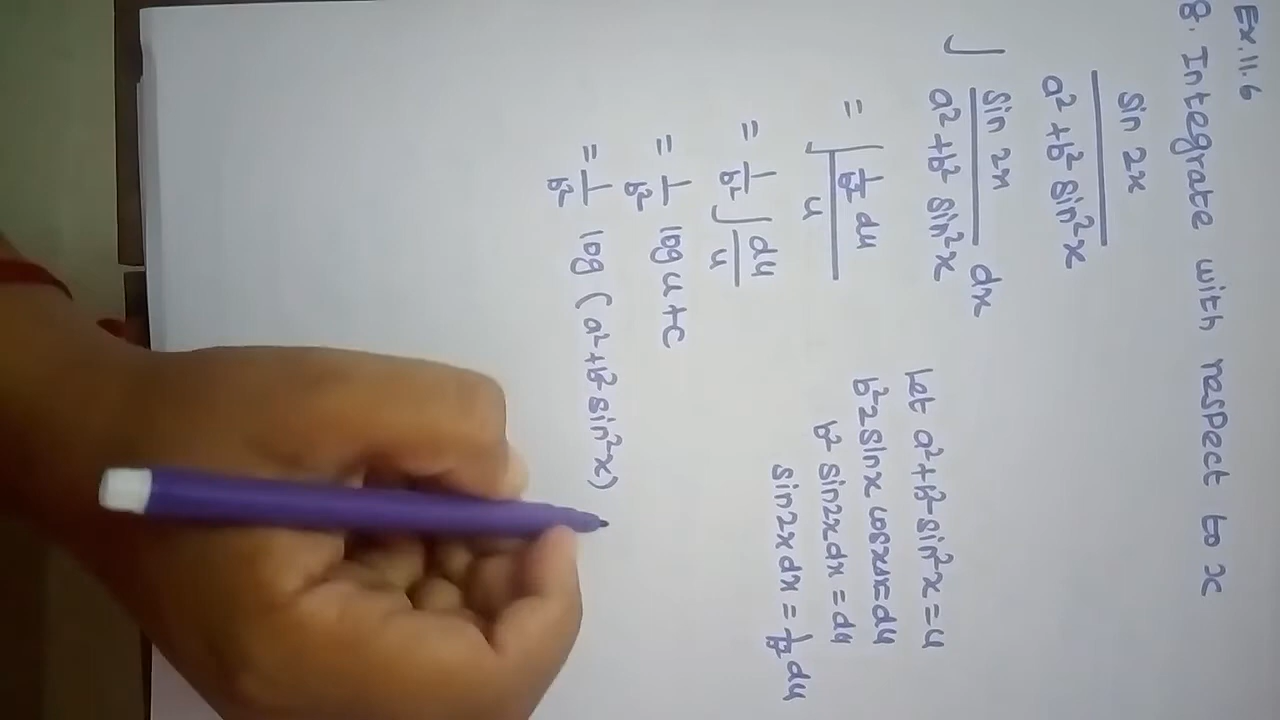 Ex.11.6
8. Integrate with respect to x
sin 2x
a² + b² sin²x
∫ sin 2x / a² + b² sin²x dx
Let a² + b² sin²x = u
b² 2 sinx cosx dx = du
= ∫ 1/b² du / u
b² sin2x dx = du
sin2x dx = 1/b² du
= 1/b² ∫ du/u
= 1/b² log u + c
= 1/b² log (a² + b² sin²x)